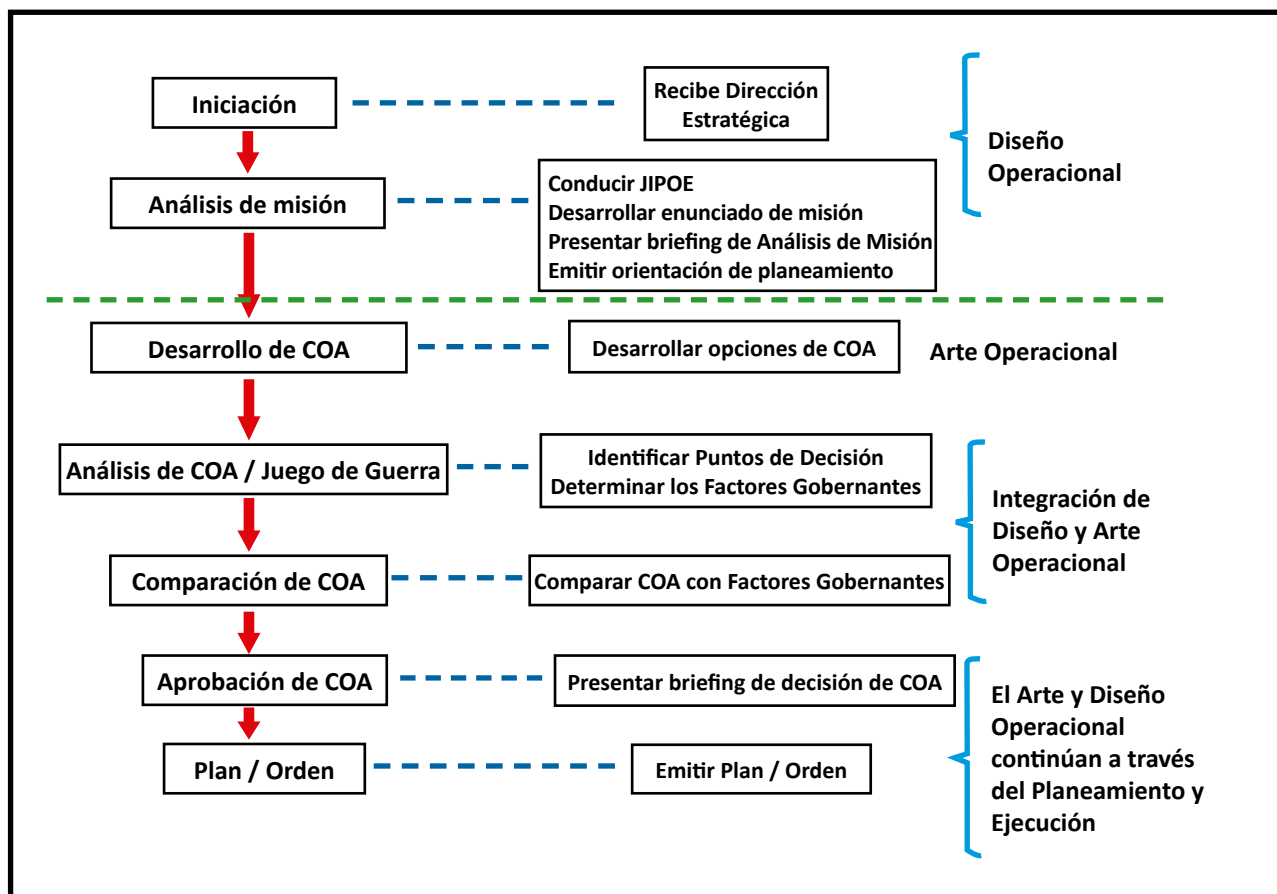 Iniciación
Recibe Dirección
Estratégica
Diseño
Operacional
Análisis de misión
Conducir JIPOE
Desarrollar enunciado de misión
Presentar briefing de Análisis de Misión
Emitir orientación de planeamiento
Desarrollo de COA
Desarrollar opciones de COA
Arte Operacional
Análisis de COA / Juego de Guerra
Identificar Puntos de Decisión
Determinar los Factores Gobernantes
Integración de
Diseño y Arte
Operacional
Comparación de COA
Comparar COA con Factores Gobernantes
Aprobación de COA
Presentar briefing de decisión de COA
El Arte y Diseño
Operacional
continúan a través
del Planeamiento y
Ejecución
Plan / Orden
Emitir Plan / Orden